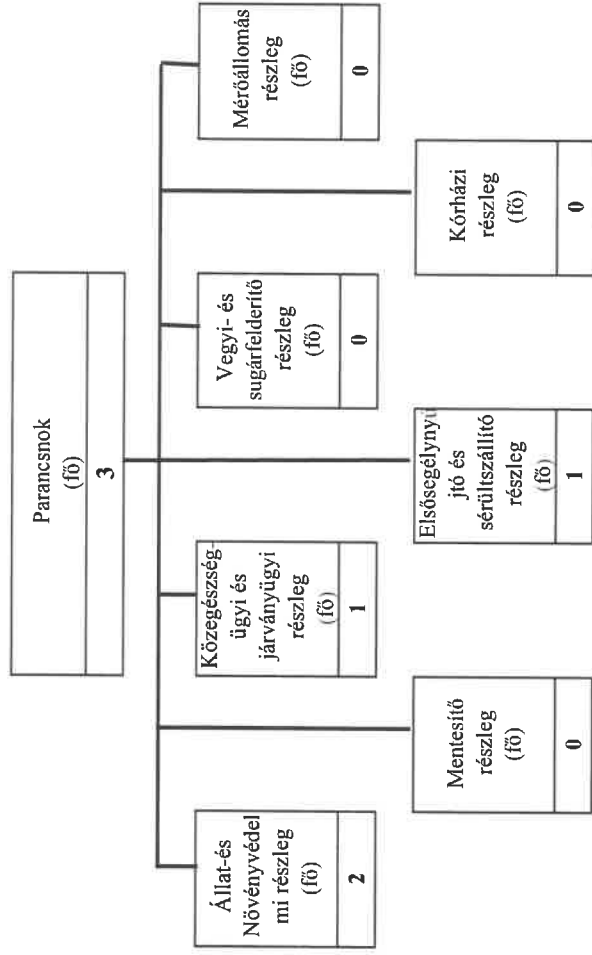 Parancsnok
(fő)
3
Állat-és
Növényvédel
mi részleg
(fő)
2
Közegészség-
ügyi és
járványügyi
részleg
(fő)
1
Vegyi- és
sugárfelderítő
részleg
(fő)
0
Mérőállomás
részleg
(fő)
0
Mentesítő
részleg
(fő)
0
Elsősegélynyú
jtó és
sérültszállító
részleg
(fő)
1
Kórházi
részleg
(fő)
0